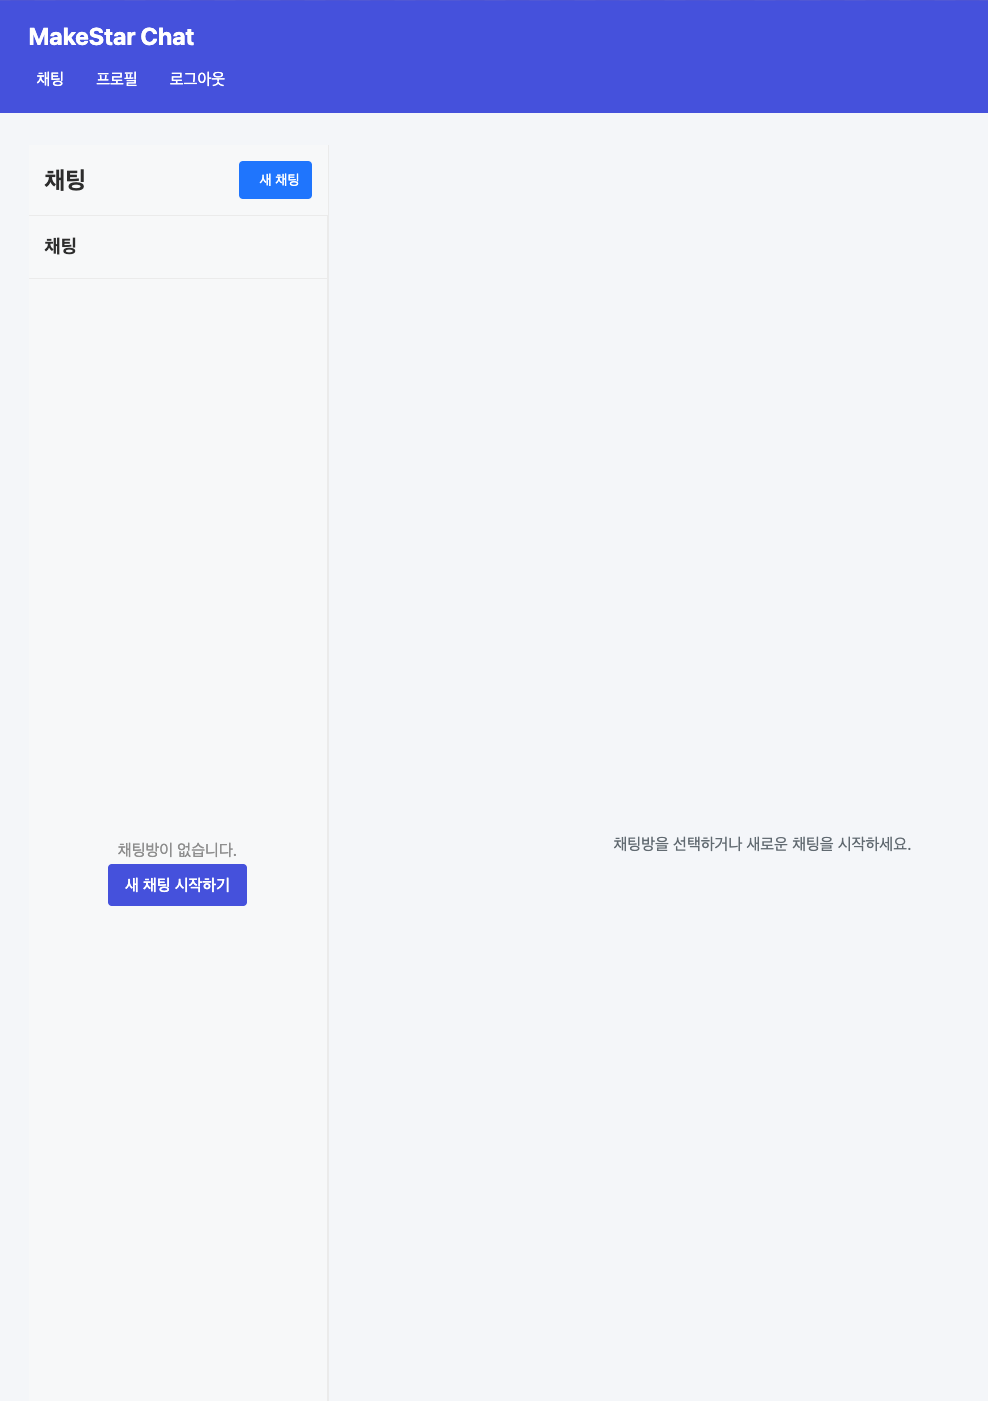 MakeStar Chat
채팅 프로필 로그아웃
채팅 새 채팅
채팅
채팅방이 없습니다.
새 채팅 시작하기
채팅방을 선택하거나 새로운 채팅을 시작하세요.